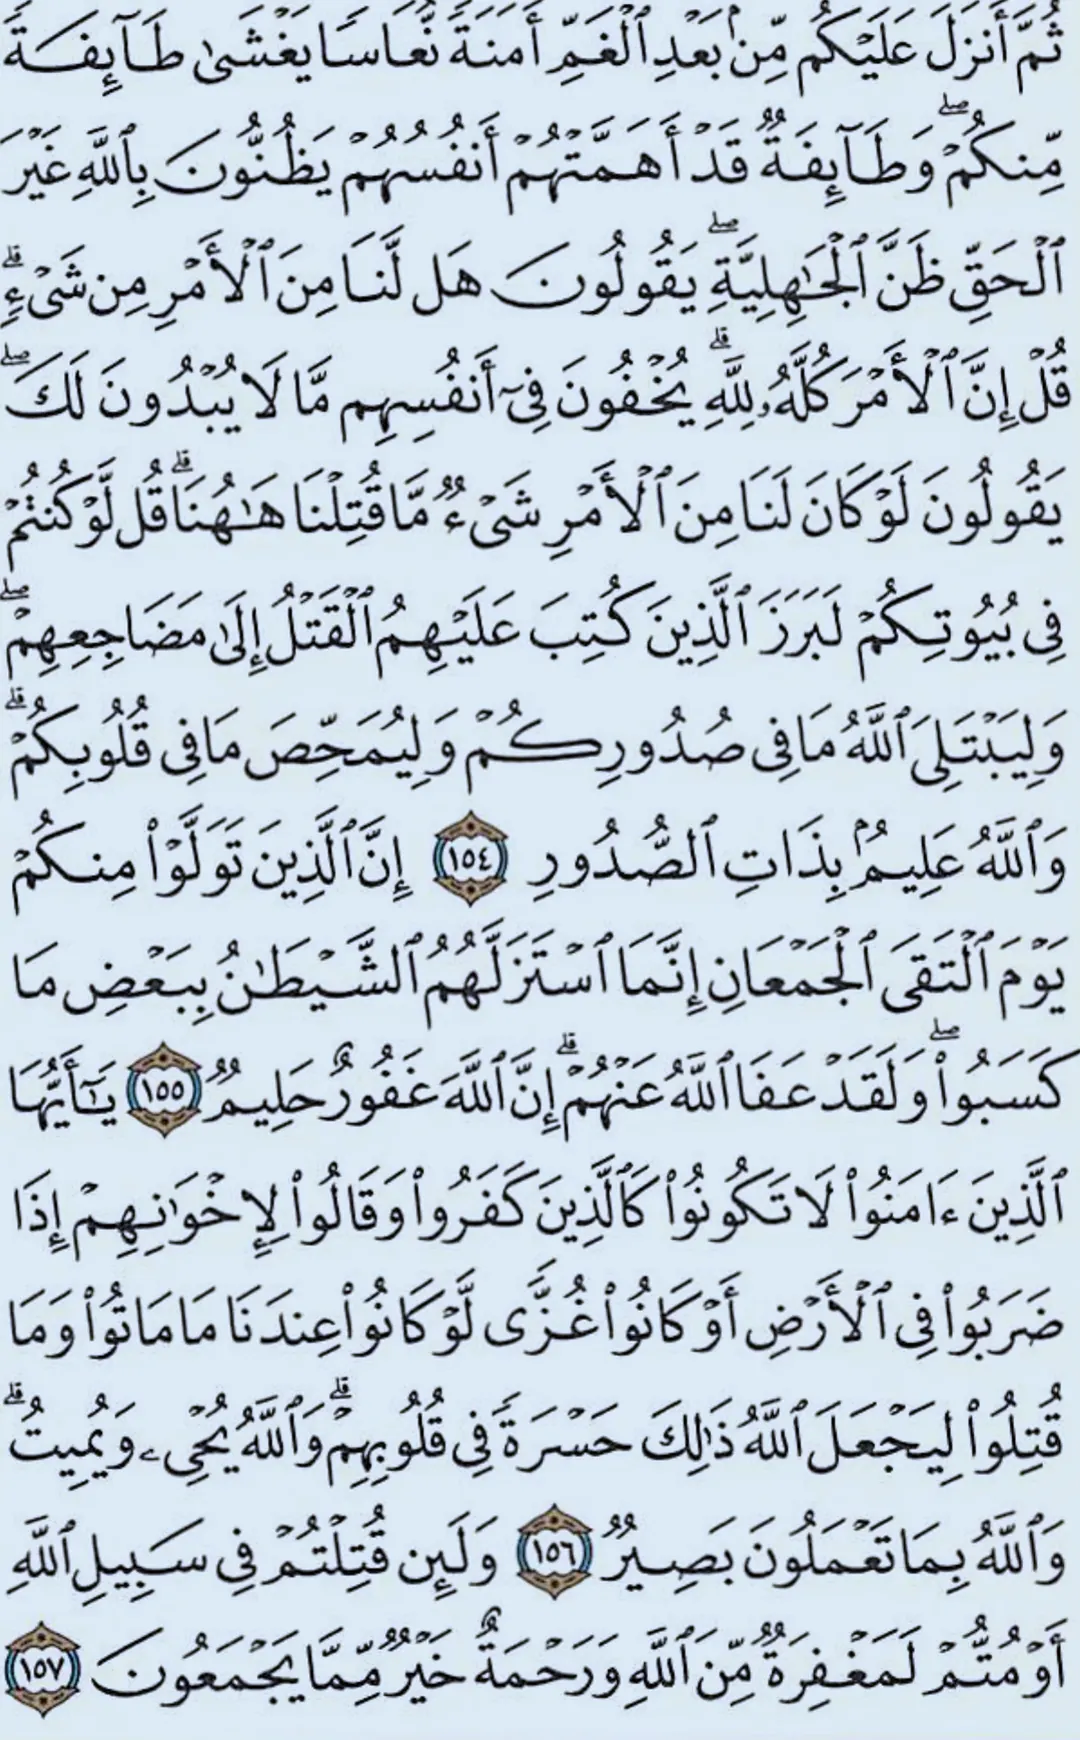 ثُمَّ أَنزَلَ عَلَيْكُم مِّنۢ بَعْدِ ٱلْغَمِّ أَمَنَةً نُّعَاسًا يَغْشَىٰ طَآئِفَةً
مِّنكُمْ ۖ وَطَآئِفَةٌ قَدْ أَهَمَّتْهُمْ أَنفُسُهُمْ يَظُنُّونَ بِٱللَّهِ غَيْرَ
ٱلْحَقِّ ظَنَّ ٱلْجَٰهِلِيَّةِ ۖ يَقُولُونَ هَل لَّنَا مِنَ ٱلْأَمْرِ مِن شَىْءٍ ۗ
قُلْ إِنَّ ٱلْأَمْرَ كُلَّهُۥ لِلَّهِ ۗ يُخْفُونَ فِىٓ أَنفُسِهِم مَّا لَا يُبْدُونَ لَكَ ۖ
يَقُولُونَ لَوْ كَانَ لَنَا مِنَ ٱلْأَمْرِ شَىْءٌ مَّا قُتِلْنَا هَٰهُنَا ۗ قُل لَّوْ كُنتُمْ
فِى بُيُوتِكُمْ لَبَرَزَ ٱلَّذِينَ كُتِبَ عَلَيْهِمُ ٱلْقَتْلُ إِلَىٰ مَضَاجِعِهِمْ ۖ
وَلِيَبْتَلِىَ ٱللَّهُ مَا فِى صُدُورِكُمْ وَلِيُمَحِّصَ مَا فِى قُلُوبِكُمْ ۗ
وَٱللَّهُ عَلِيمٌۢ بِذَاتِ ٱلصُّدُورِ ١٥٤ إِنَّ ٱلَّذِينَ تَوَلَّوْا۟ مِنكُمْ
يَوْمَ ٱلْتَقَى ٱلْجَمْعَانِ إِنَّمَا ٱسْتَزَلَّهُمُ ٱلشَّيْطَٰنُ بِبَعْضِ مَا
كَسَبُوا۟ ۖ وَلَقَدْ عَفَا ٱللَّهُ عَنْهُمْ ۗ إِنَّ ٱللَّهَ غَفُورٌ حَلِيمٌ ١٥٥ يَٰٓأَيُّهَا
ٱلَّذِينَ ءَامَنُوا۟ لَا تَكُونُوا۟ كَٱلَّذِينَ كَفَرُوا۟ وَقَالُوا۟ لِإِخْوَٰنِهِمْ إِذَا
ضَرَبُوا۟ فِى ٱلْأَرْضِ أَوْ كَانُوا۟ غُزًّى لَّوْ كَانُوا۟ عِندَنَا مَا مَاتُوا۟ وَمَا
قُتِلُوا۟ لِيَجْعَلَ ٱللَّهُ ذَٰلِكَ حَسْرَةً فِى قُلُوبِهِمْ ۗ وَٱللَّهُ يُحْىِۦ وَيُمِيتُ ۗ
وَٱللَّهُ بِمَا تَعْمَلُونَ بَصِيرٌ ١٥٦ وَلَئِن قُتِلْتُمْ فِى سَبِيلِ ٱللَّهِ
أَوْ مُتُّمْ لَمَغْفِرَةٌ مِّنَ ٱللَّهِ وَرَحْمَةٌ خَيْرٌ مِّمَّا يَجْمَعُونَ ١٥٧